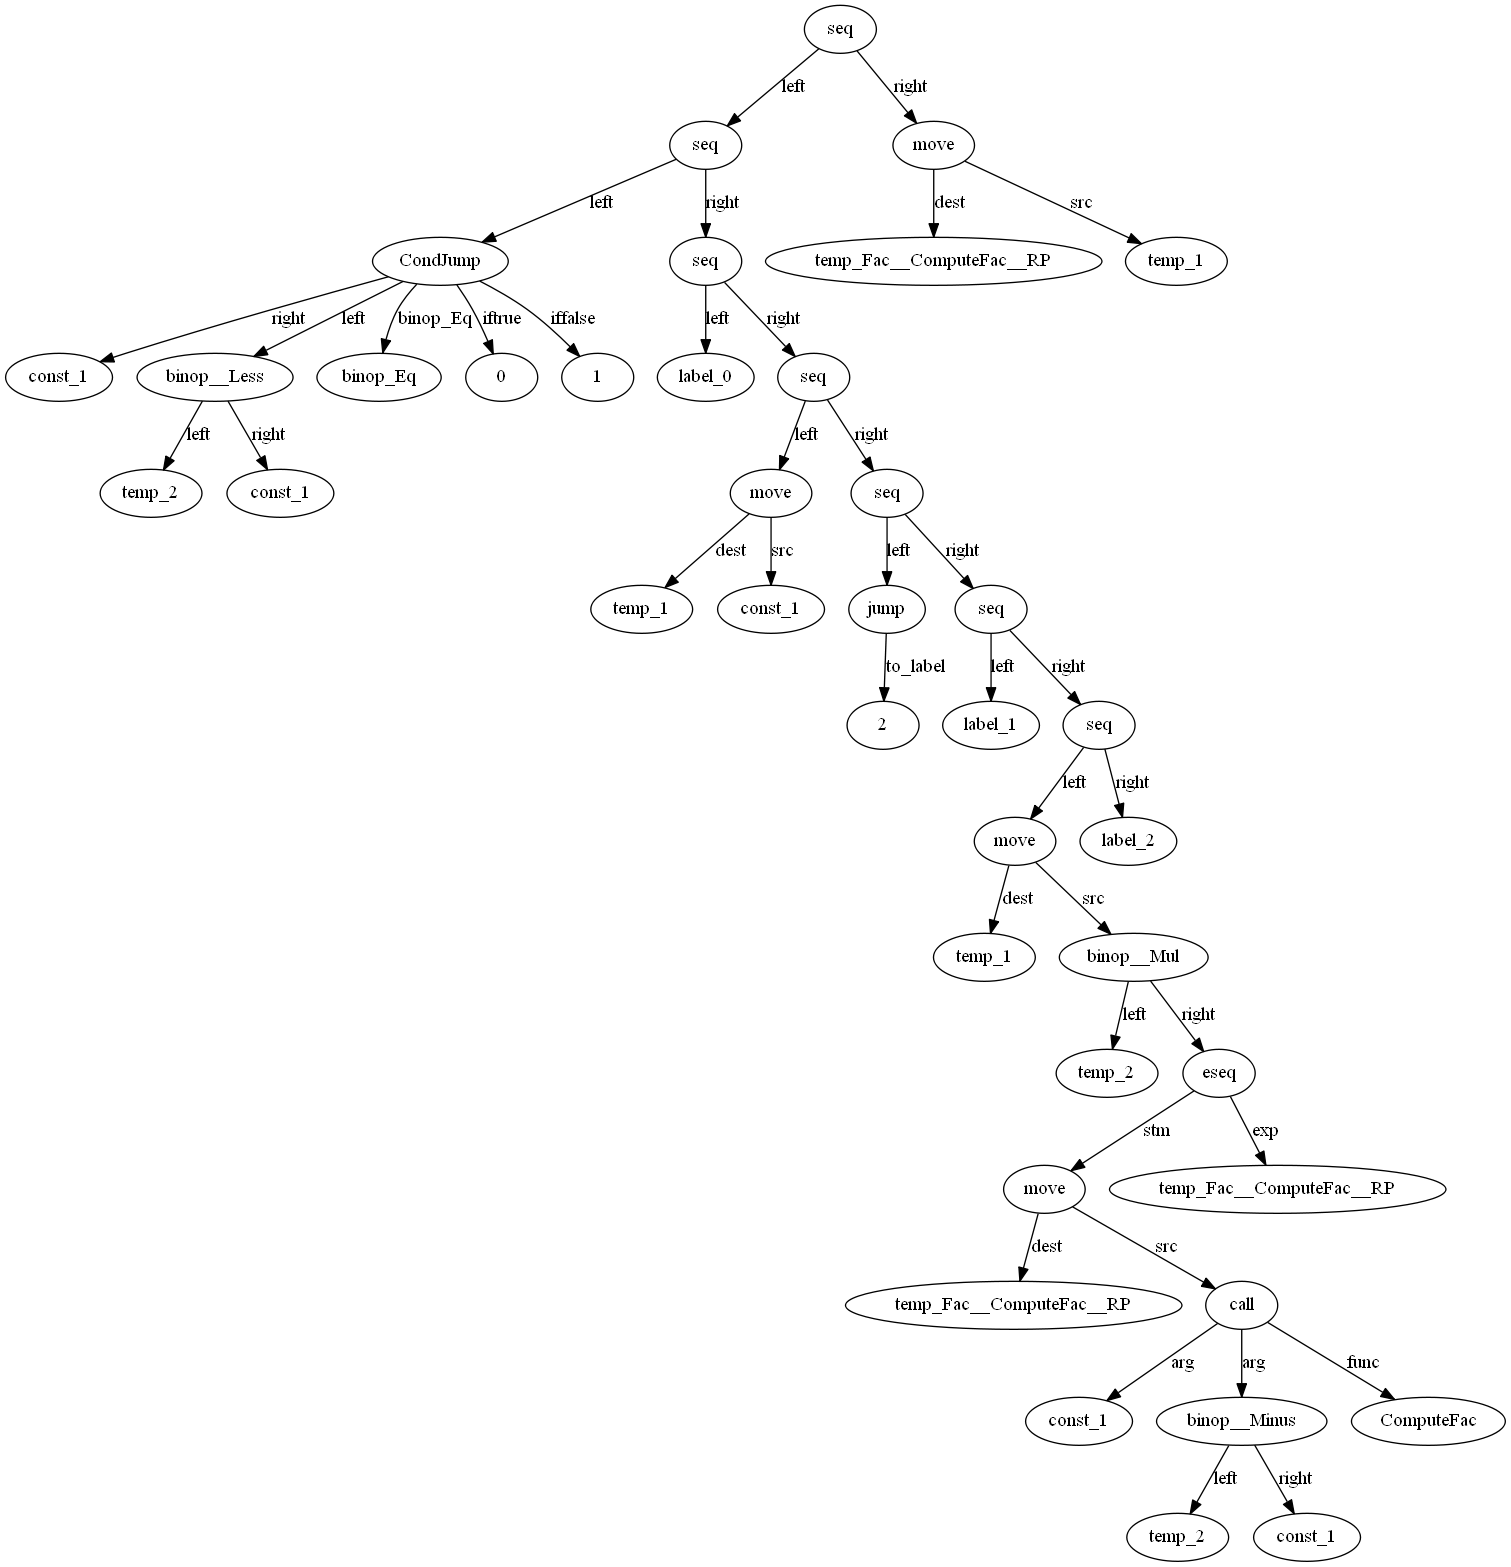 seq
left
right
seq
move
left
right
dest
src
CondJump
seq
temp_Fac__ComputeFac__RP
temp_1
right
left
binop_Eq
iftrue
iffalse
left
right
const_1
binop__Less
binop_Eq
0
1
label_0
seq
left
right
left
right
temp_2
const_1
move
seq
dest
src
left
right
temp_1
const_1
jump
seq
to_label
left
right
2
label_1
seq
left
right
move
label_2
dest
src
temp_1
binop__Mul
left
right
temp_2
eseq
stm
exp
move
temp_Fac__ComputeFac__RP
dest
src
temp_Fac__ComputeFac__RP
call
arg
arg
func
const_1
binop__Minus
ComputeFac
left
right
temp_2
const_1